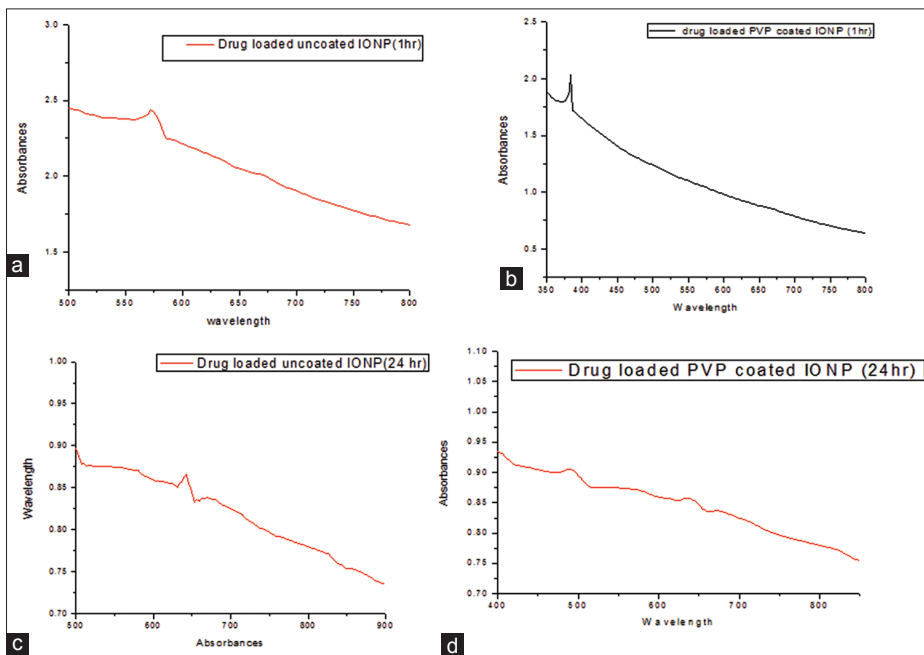 Drug loaded uncoated IONP(1hr)
3.0
2.5
2.0
1.5
Absorbances
500 550 600 650 700 750 800
wavelength
a
drug loaded PVP coated IONP (1hr)
2.5
2.0
1.5
1.0
0.5
Absorbances
350 400 450 500 550 600 650 700 750 800
Wavelength
b
Drug loaded uncoated IONP(24 hr)
1.00
0.95
0.90
0.85
0.80
0.75
0.70
Wavelength
500 600 700 800 900
Absorbances
c
Drug loaded PVP coated IONP (24hr)
1.10
1.05
1.00
0.95
0.90
0.85
0.80
0.75
0.70
Absorbances
400 500 600 700 800
Wavelength
d